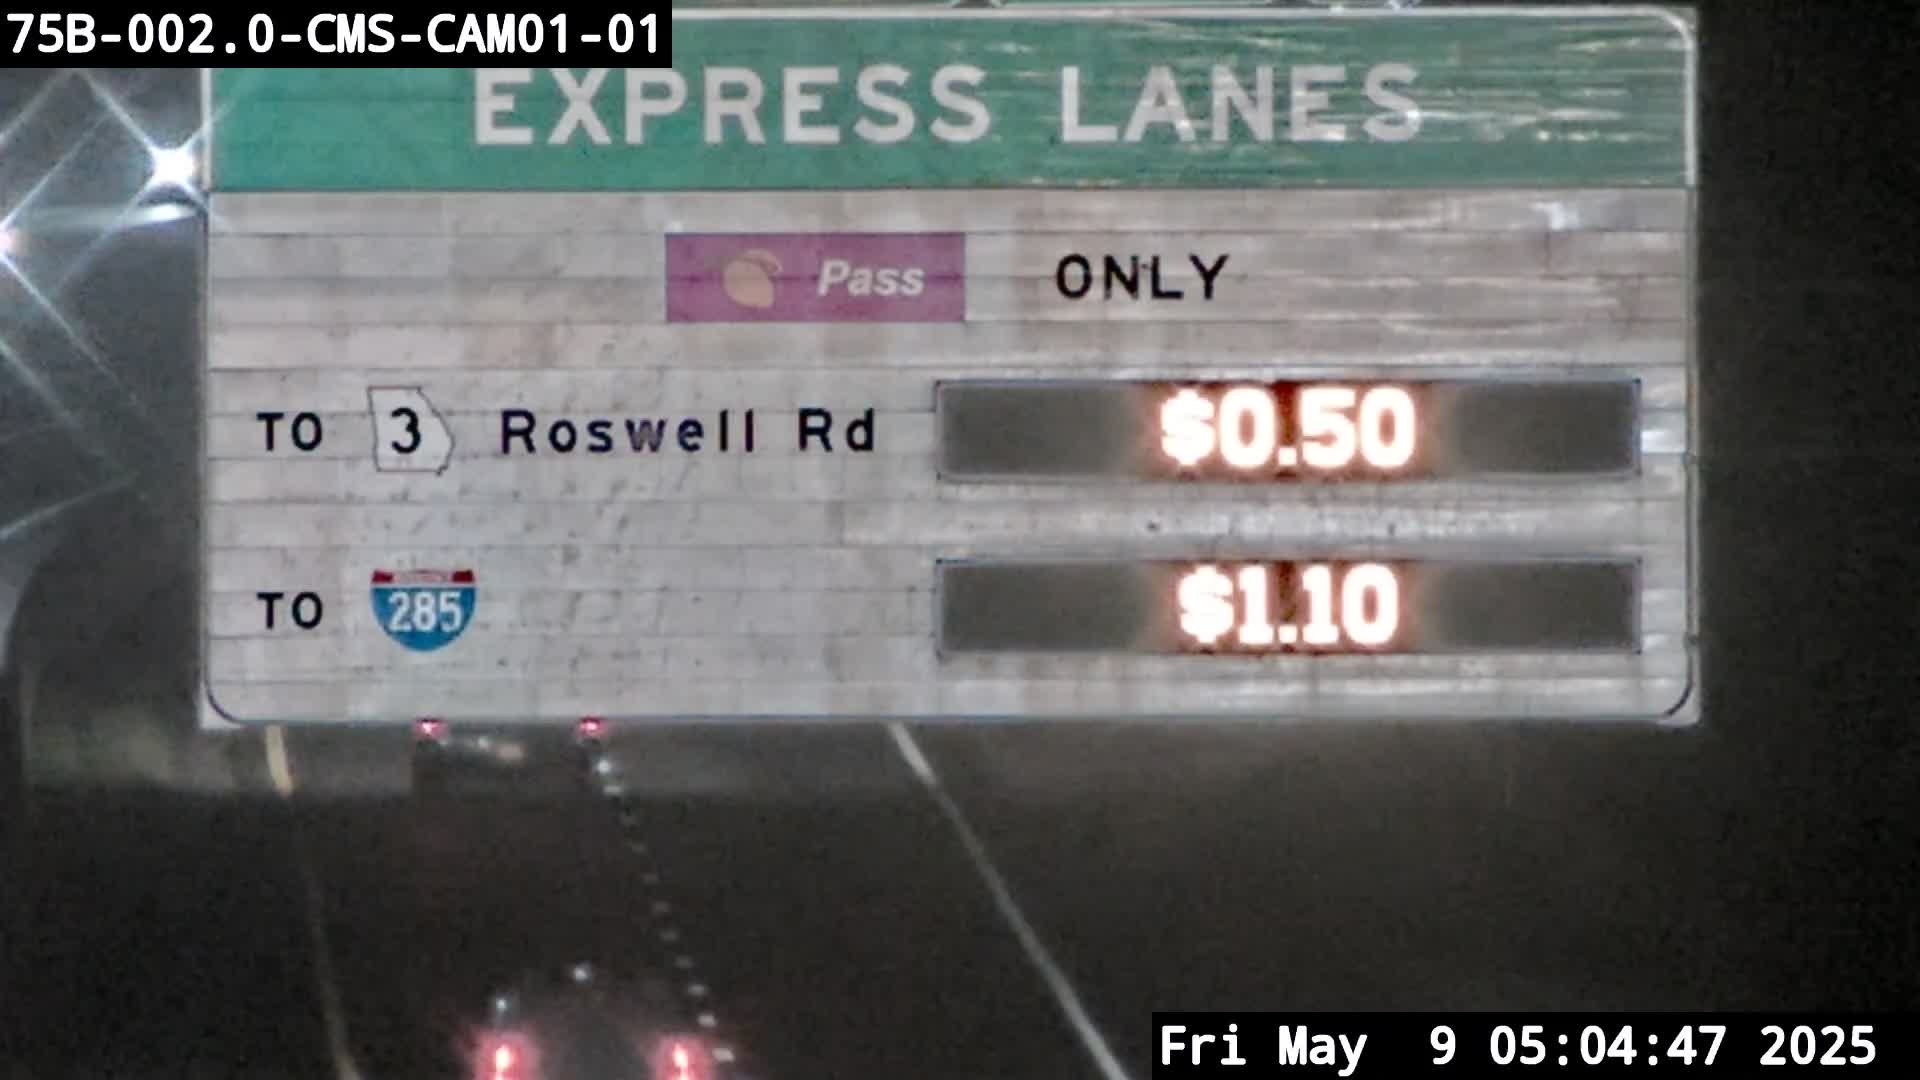 75B-002.0-CMS-CAM01-01
EXPRESS LANES
Pass ONLY
TO 3 Roswell Rd $0.50
TO 285 $1.10
Fri May 9 05:04:47 2025